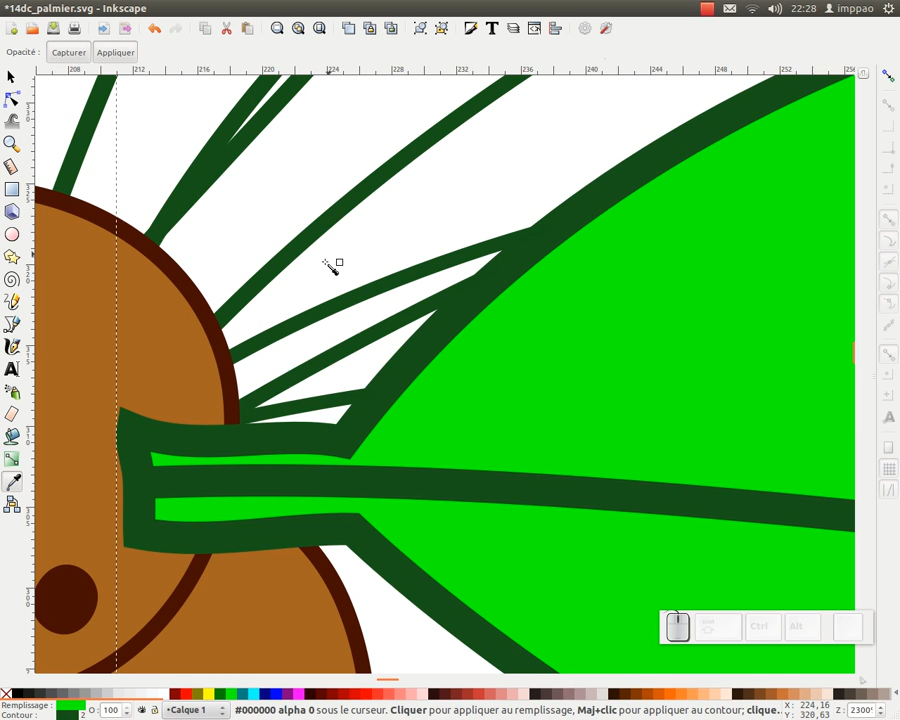 *14dc_palmier.svg - Inkscape
22:28
imppao
Opacité :
Capturer
Appliquer
208 212 216 220 224 228 232 236 240 244 248 252
Ctrl
Alt
Remplissage :
Contour :
2
O: 100
•Calque 1
#000000 alpha 0 sous le curseur. Cliquer pour appliquer au remplissage, Maj+clic pour appliquer au contour; clique..
X: 224,16
Y: 320,63
Z: 2300%